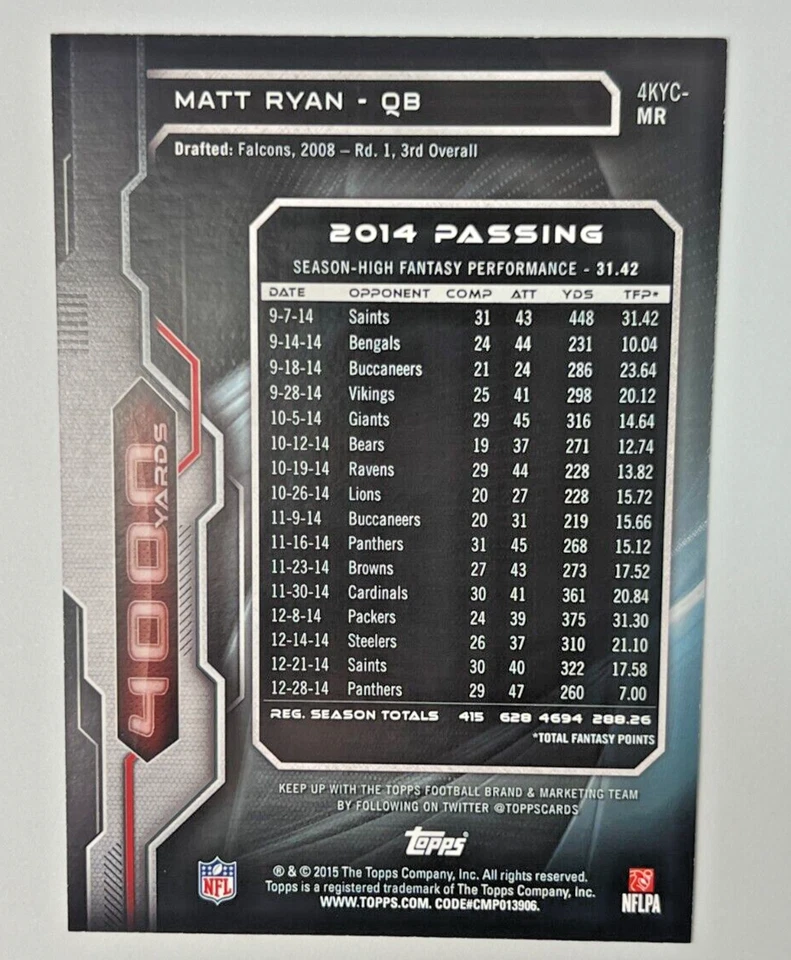 MATT RYAN - QB
4KYC-
MR
Drafted: Falcons, 2008 – Rd. 1, 3rd Overall
2014 PASSING
SEASON-HIGH FANTASY PERFORMANCE - 31.42
DATE OPPONENT COMP ATT YDS TFP*
9-7-14 Saints 31 43 448 31.42
9-14-14 Bengals 24 44 231 10.04
9-18-14 Buccaneers 21 24 286 23.64
9-28-14 Vikings 25 41 298 20.12
10-5-14 Giants 29 45 316 14.64
10-12-14 Bears 19 37 271 12.74
10-19-14 Ravens 29 44 228 13.82
10-26-14 Lions 20 27 228 15.72
11-9-14 Buccaneers 20 31 219 15.66
11-16-14 Panthers 31 45 268 15.12
11-23-14 Browns 27 43 273 17.52
11-30-14 Cardinals 30 41 361 20.84
12-8-14 Packers 24 39 375 31.30
12-14-14 Steelers 26 37 310 21.10
12-21-14 Saints 30 40 322 17.58
12-28-14 Panthers 29 47 260 7.00
REG. SEASON TOTALS 415 628 4694 288.26
*TOTAL FANTASY POINTS
4000
YARDS
KEEP UP WITH THE TOPPS FOOTBALL BRAND & MARKETING TEAM
BY FOLLOWING ON TWITTER @TOPPSCARDS
Topps®
® & © 2015 The Topps Company, Inc. All rights reserved.
Topps is a registered trademark of The Topps Company, Inc.
WWW.TOPPS.COM. CODE#CMP013906.
NFL
NFLPA